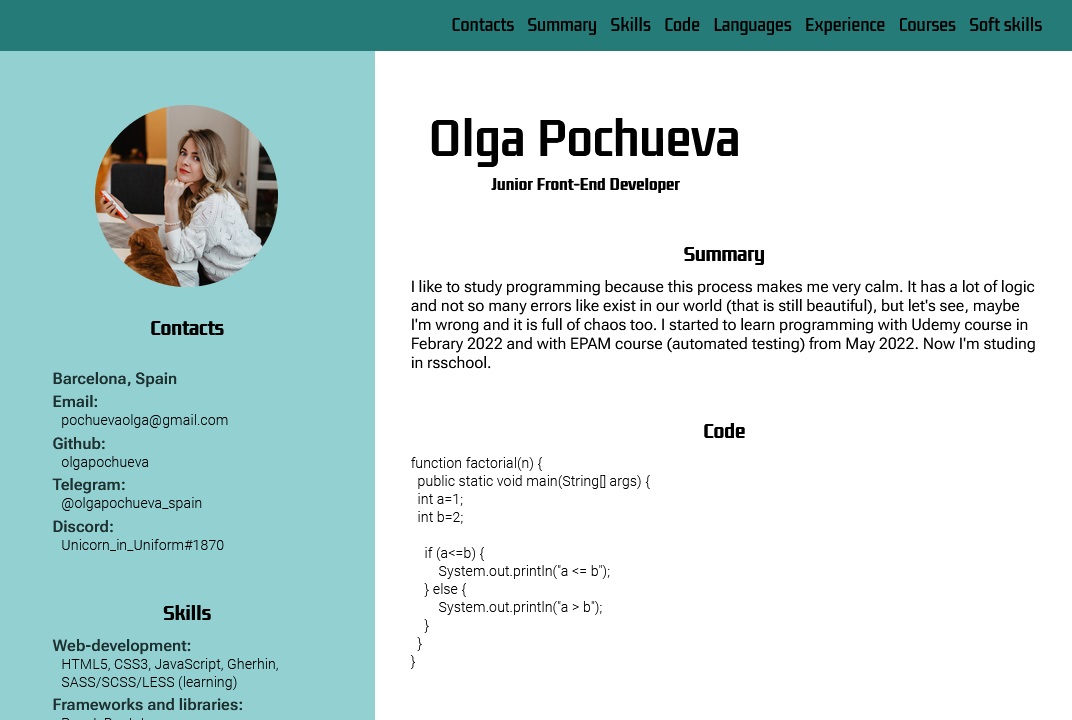 Contacts Summary Skills Code Languages Experience Courses Soft skills
Contacts
Barcelona, Spain
Email:
pochuevaolga@gmail.com
Github:
olgapochueva
Telegram:
@olgapochueva_spain
Discord:
Unicorn_in_Uniform#1870
Skills
Web-development:
HTML5, CSS3, JavaScript, Gherhin,
SASS/SCSS/LESS (learning)
Frameworks and libraries:
Olga Pochueva
Junior Front-End Developer
Summary
I like to study programming because this process makes me very calm. It has a lot of logic
and not so many errors like exist in our world (that is still beautiful), but let's see, maybe
I'm wrong and it is full of chaos too. I started to learn programming with Udemy course in
Febrary 2022 and with EPAM course (automated testing) from May 2022. Now I'm studing
in rsschool.
Code
function factorial(n) {
public static void main(String[] args) {
int a=1;
int b=2;
if (a<=b) {
System.out.println("a <= b");
} else {
System.out.println("a > b");
}
}
}